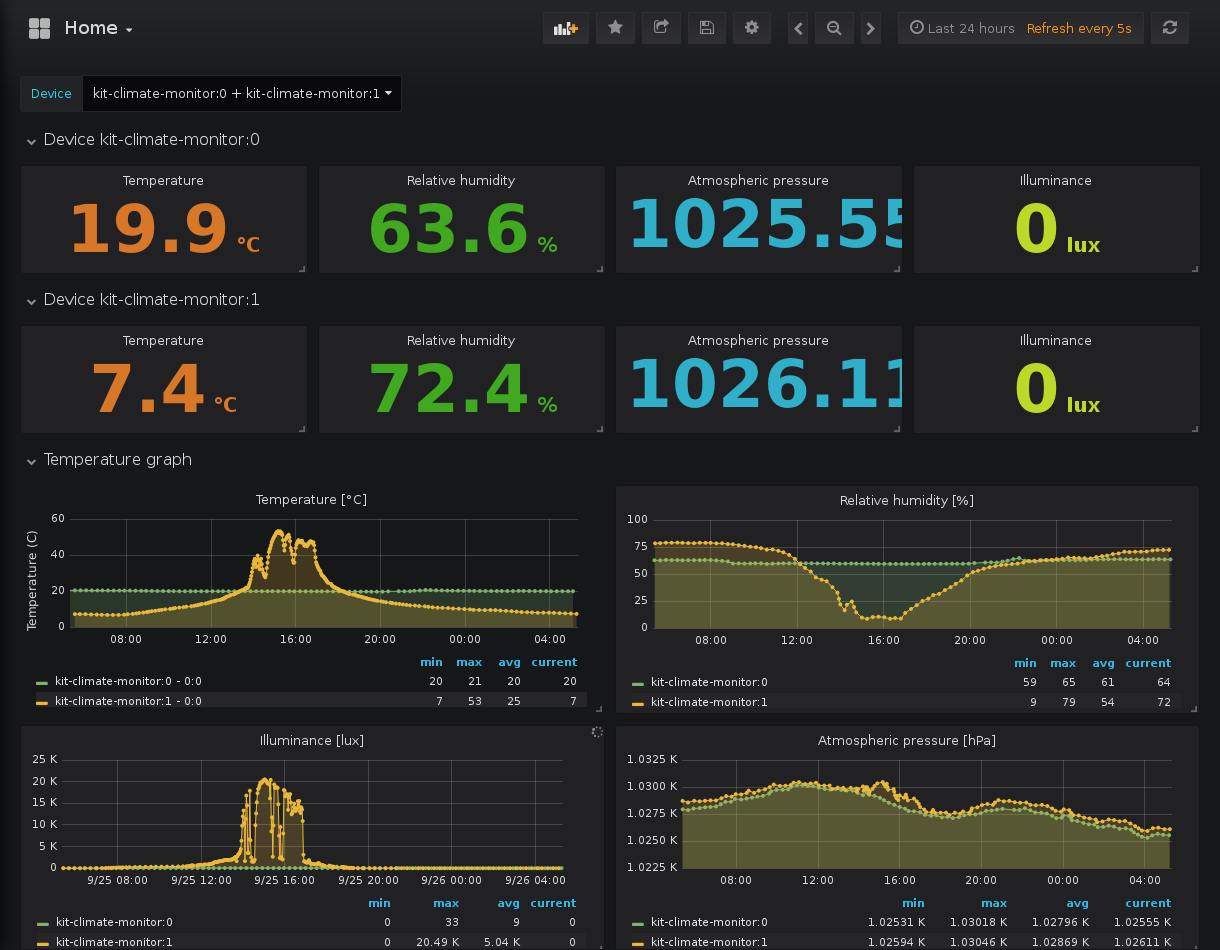 Home
Last 24 hours Refresh every 5s
Device kit-climate-monitor:0 + kit-climate-monitor:1
Device kit-climate-monitor:0
Temperature Relative humidity Atmospheric pressure Illuminance
19.9 °C 63.6 % 1025.55 0 lux
Device kit-climate-monitor:1
Temperature Relative humidity Atmospheric pressure Illuminance
7.4 °C 72.4 % 1026.11 0 lux
Temperature graph
Temperature [°C]
Temperature (C)
60
40
20
0
08:00 12:00 16:00 20:00 00:00 04:00
min max avg current
kit-climate-monitor:0 - 0:0 20 21 20 20
kit-climate-monitor:1 - 0:0 7 53 25 7
Relative humidity [%]
100
75
50
25
0
08:00 12:00 16:00 20:00 00:00 04:00
min max avg current
kit-climate-monitor:0 59 65 61 64
kit-climate-monitor:1 9 79 54 72
Illuminance [lux]
25 K
20 K
15 K
10 K
5 K
0
9/25 08:00 9/25 12:00 9/25 16:00 9/25 20:00 9/26 00:00 9/26 04:00
min max avg current
kit-climate-monitor:0 0 33 9 0
kit-climate-monitor:1 0 20.49 K 5.04 K 0
Atmospheric pressure [hPa]
1.0325 K
1.0300 K
1.0275 K
1.0250 K
1.0225 K
08:00 12:00 16:00 20:00 00:00 04:00
min max avg current
kit-climate-monitor:0 1.02531 K 1.03018 K 1.02796 K 1.02555 K
kit-climate-monitor:1 1.02594 K 1.03046 K 1.02869 K 1.02611 K